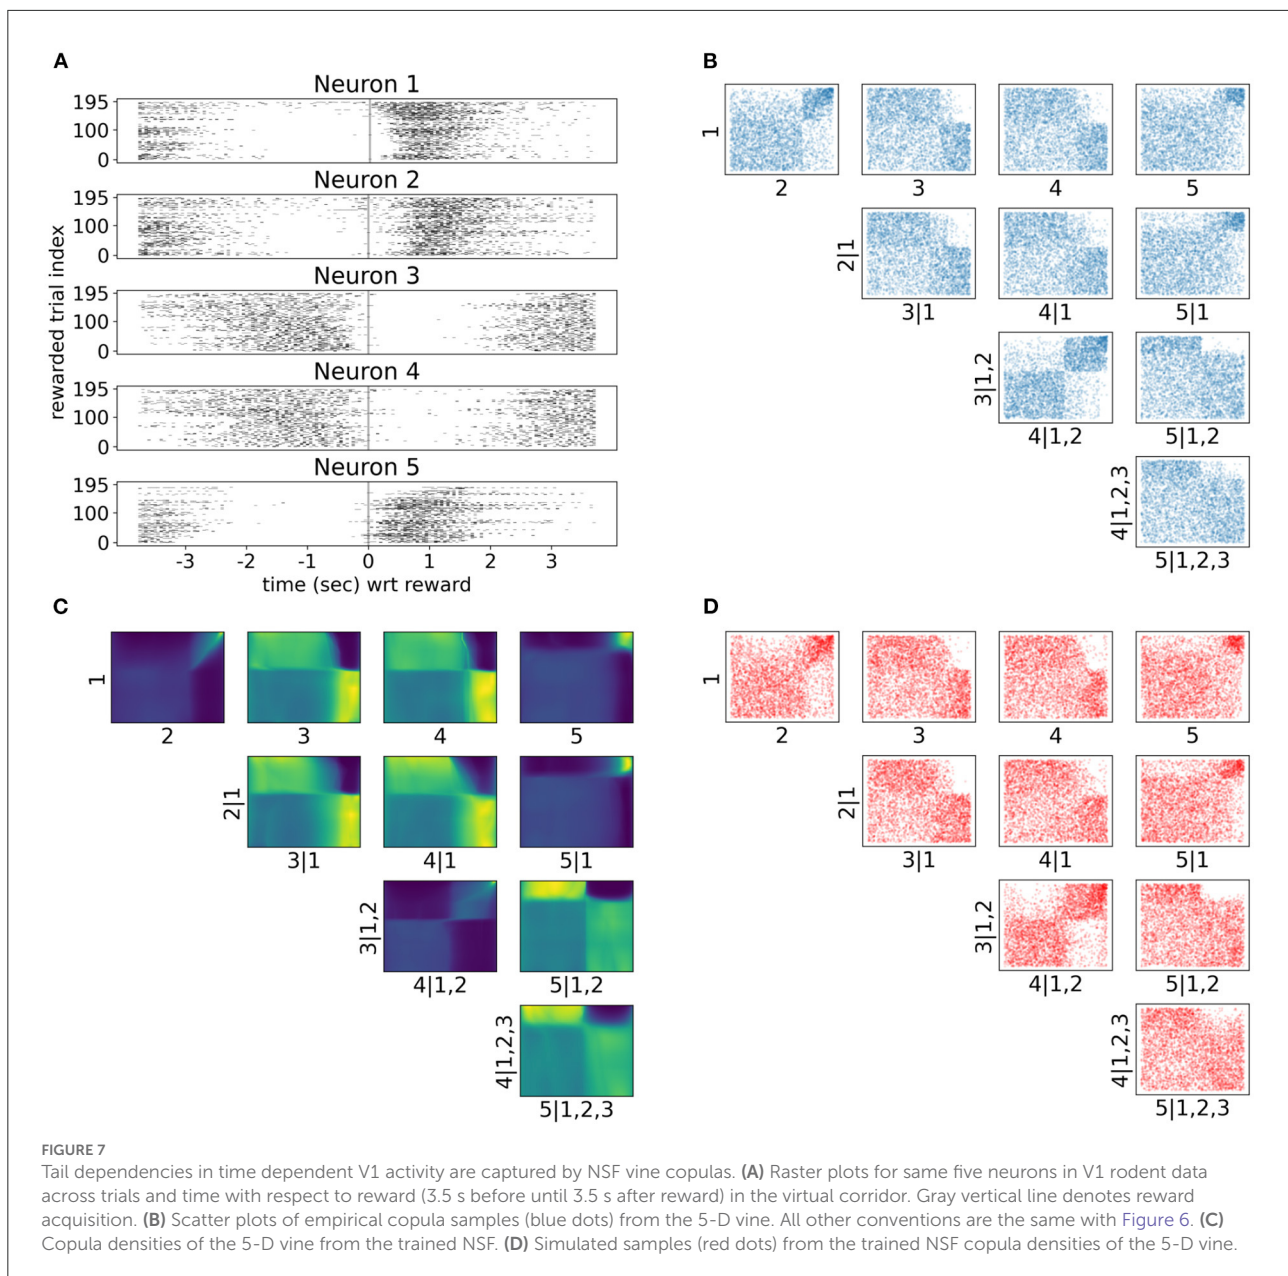 A
Neuron 1
195
100
0
Neuron 2
195
100
0
Neuron 3
195
100
0
Neuron 4
195
100
0
Neuron 5
195
100
0
-3 -2 -1 0 1 2 3
time (sec) wrt reward
rewarded trial index
B
1
2 3 4 5
2|1
3|1 4|1 5|1
3|1,2
4|1,2 5|1,2
4|1,2,3
5|1,2,3
C
1
2 3 4 5
2|1
3|1 4|1 5|1
3|1,2
4|1,2 5|1,2
4|1,2,3
5|1,2,3
D
1
2 3 4 5
2|1
3|1 4|1 5|1
3|1,2
4|1,2 5|1,2
4|1,2,3
5|1,2,3
FIGURE 7
Tail dependencies in time dependent V1 activity are captured by NSF vine copulas. (A) Raster plots for same five neurons in V1 rodent data
across trials and time with respect to reward (3.5 s before until 3.5 s after reward) in the virtual corridor. Gray vertical line denotes reward
acquisition. (B) Scatter plots of empirical copula samples (blue dots) from the 5-D vine. All other conventions are the same with Figure 6. (C)
Copula densities of the 5-D vine from the trained NSF. (D) Simulated samples (red dots) from the trained NSF copula densities of the 5-D vine.